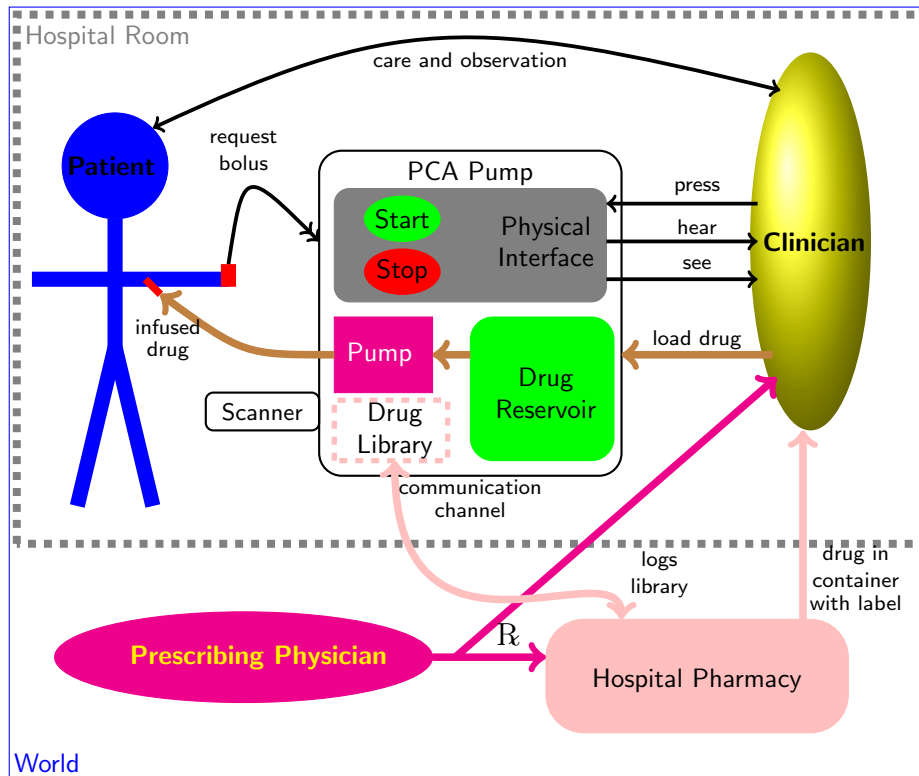 Hospital Room
care and observation
Patient
request
bolus
PCA Pump
Start
Stop
Physical
Interface
press
hear
see
Clinician
infused
drug
Pump
Drug
Reservoir
load drug
Scanner
Drug
Library
communication
channel
logs
library
drug in
container
with label
Prescribing Physician
℞
Hospital Pharmacy
World